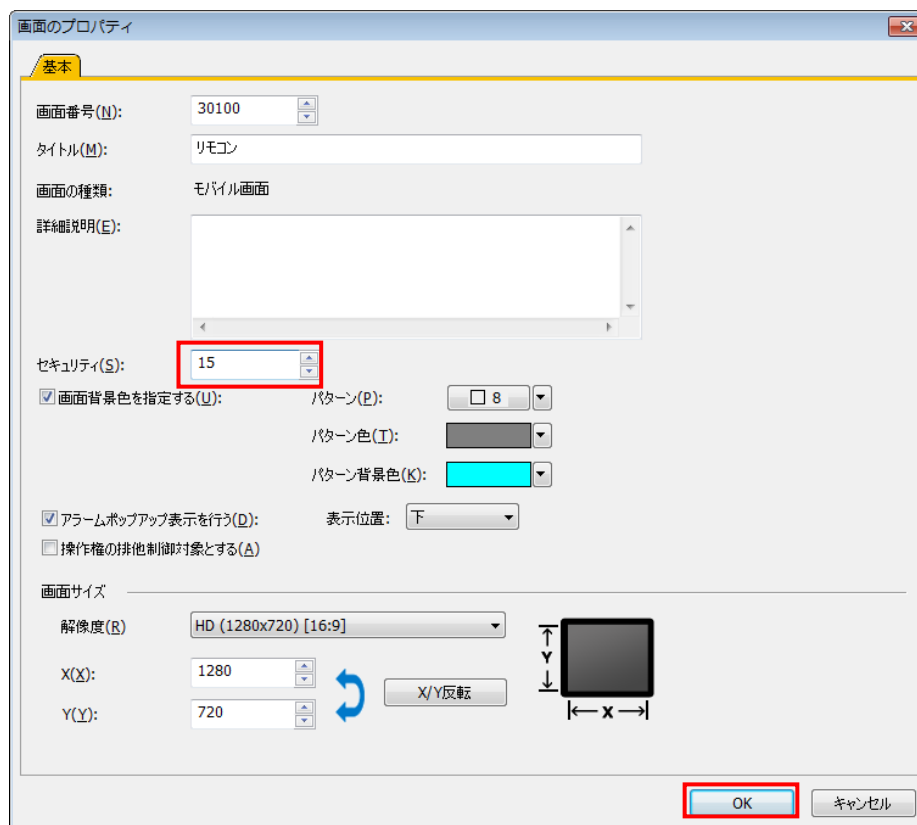 画面のプロパティ
基本
画面番号(N): 30100
タイトル(M): リモコン
画面の種類: モバイル画面
詳細説明(E):
セキュリティ(S): 15
画面背景色を指定する(U): パターン(P): 8
パターン色(T):
パターン背景色(K):
アラームポップアップ表示を行う(D): 表示位置: 下
操作権の排他制御対象とする(A)
画面サイズ
解像度(R) HD (1280x720) [16:9]
X(X): 1280
X/Y反転
Y(Y): 720
Y
X
OK キャンセル